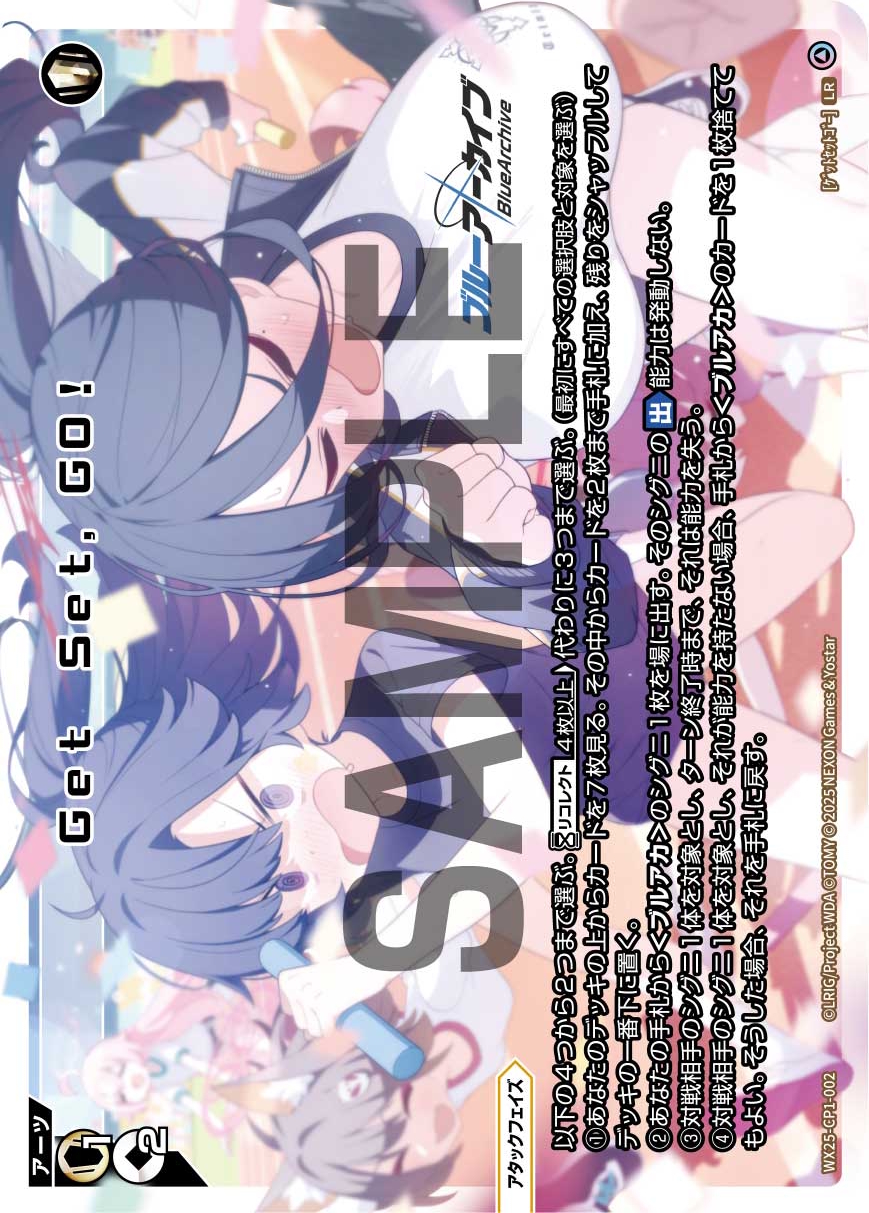 アーツ
1
2
Get Set, GO!
SAMPLE
ブルーアーカイブ
BlueArchive
アタックフェイズ
以下の4つから2つまで選ぶ。リコレクト 4枚以上》代わりに3つまで選ぶ。(最初にすべての選択肢と対象を選ぶ)
①あなたのデッキの上からカードを7枚見る。その中からカードを2枚まで手札に加え、残りをシャッフルして
デッキの一番下に置く。
②あなたの手札から<ブルアカ>のシグニ1枚を場に出す。そのシグニの出能力は発動しない。
③対戦相手のシグニ1体を対象とし、ターン終了時まで、それは能力を失う。
④対戦相手のシグニ1体を対象とし、それが能力を持たない場合、手札から<ブルアカ>のカードを1枚捨てて
もよい。そうした場合、それを手札に戻す。
WX25-CP1-002
©LRIG/Project WDA ©TOMY ©2025 NEXON Games & Yostar
[ゲットセットゴー] LR